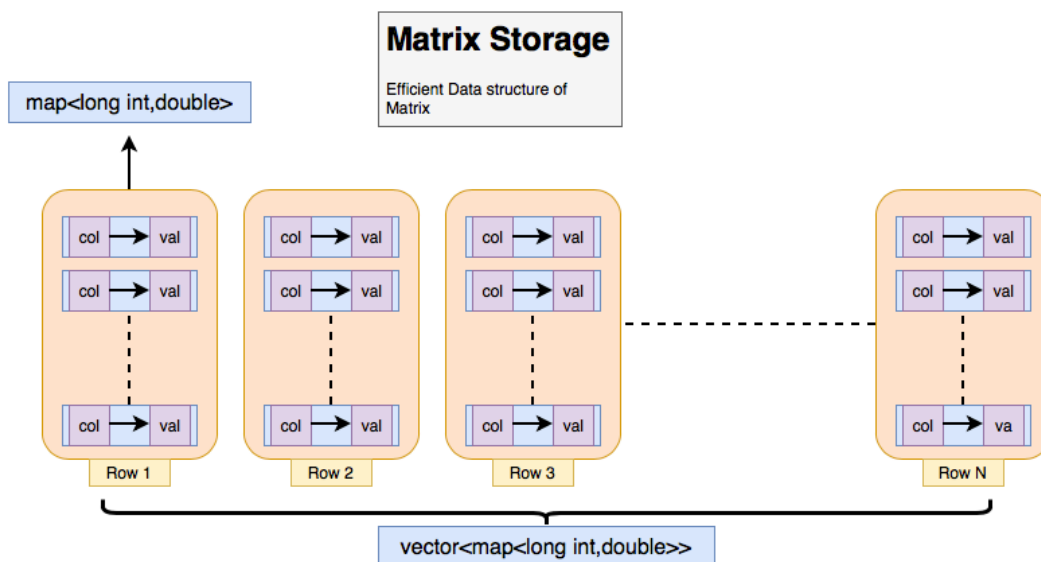 Matrix Storage
Efficient Data structure of
Matrix
map<long int,double>
col val
col val
col val
Row 1
col val
col val
col val
Row 2
col val
col val
col val
Row 3
col val
col val
col va
Row N
vector<map<long int,double>>